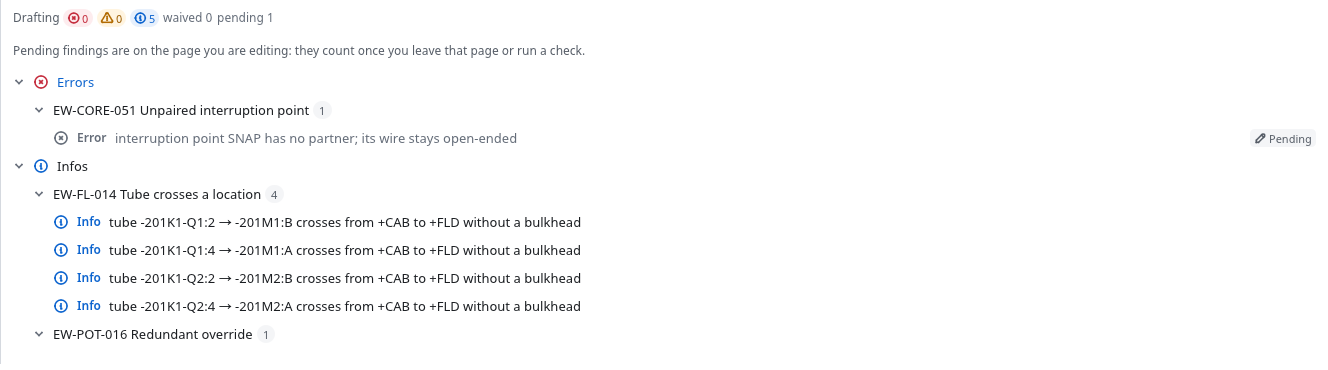 Drafting 0 0 5 waived 0 pending 1
Pending findings are on the page you are editing: they count once you leave that page or run a check.
Errors
EW-CORE-051 Unpaired interruption point 1
Error interruption point SNAP has no partner; its wire stays open-ended Pending
Infos
EW-FL-014 Tube crosses a location 4
Info tube -201K1-Q1:2 → -201M1:B crosses from +CAB to +FLD without a bulkhead
Info tube -201K1-Q1:4 → -201M1:A crosses from +CAB to +FLD without a bulkhead
Info tube -201K1-Q2:2 → -201M2:B crosses from +CAB to +FLD without a bulkhead
Info tube -201K1-Q2:4 → -201M2:A crosses from +CAB to +FLD without a bulkhead
EW-POT-016 Redundant override 1